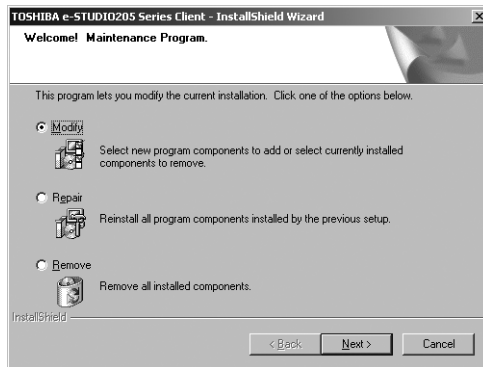 TOSHIBA e-STUDIO205 Series Client - InstallShield Wizard
Welcome! Maintenance Program.
This program lets you modify the current installation. Click one of the options below.
Modify
Select new program components to add or select currently installed
components to remove.
Repair
Reinstall all program components installed by the previous setup.
Remove
Remove all installed components.
InstallShield
< Back
Next >
Cancel